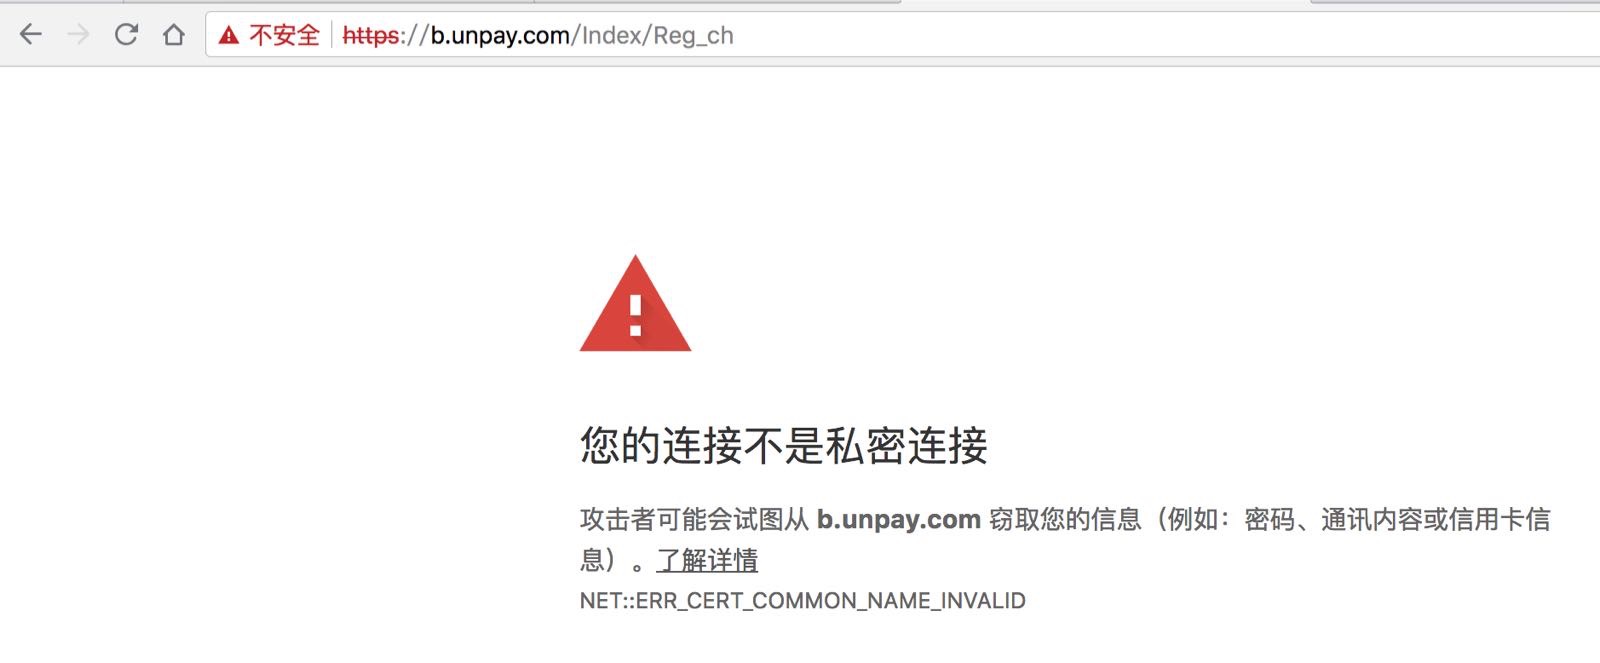 不安全 https://b.unpay.com/Index/Reg_ch
您的连接不是私密连接
攻击者可能会试图从 b.unpay.com 窃取您的信息（例如：密码、通讯内容或信用卡信
息）。了解详情
NET::ERR_CERT_COMMON_NAME_INVALID